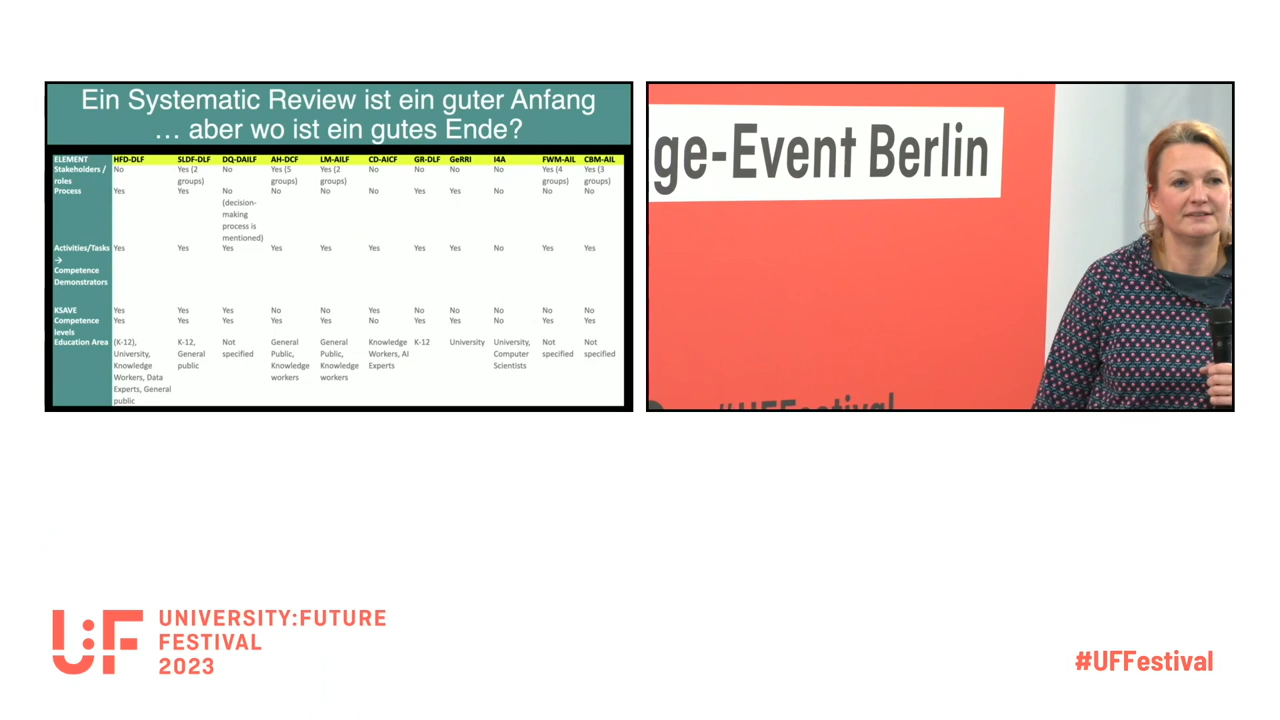 Ein Systematic Review ist ein guter Anfang
… aber wo ist ein gutes Ende?
ELEMENT HFD-DLF SLDF-DLF DQ-DAILF AH-DCF LM-AILF CD-AICF GR-DLF GeRRI I4A FWM-AIL CBM-AIL
Stakeholders / No Yes (2 No Yes (5 Yes (2 No No No No Yes (4 Yes (3
roles groups) groups) groups) groups) groups)
Process Yes Yes No No No No Yes Yes No No
(decision-
making
process is
mentioned)
Activities/Tasks Yes Yes Yes Yes Yes Yes Yes Yes No Yes Yes
→
Competence
Demonstrators
KSAVE Yes Yes Yes No No Yes No No No No No
Competence Yes Yes Yes Yes Yes No Yes Yes No Yes Yes
levels
Education Area (K-12), K-12, Not General General Knowledge K-12 University University, Not Not
University, General specified Public, Public, Workers, AI Computer specified specified
Knowledge public Knowledge Knowledge Experts Scientists
Workers, Data workers workers
Experts, General
public
ge-Event Berlin
#UFFestival
U:F
UNIVERSITY:FUTURE
FESTIVAL
2023
#UFFestival